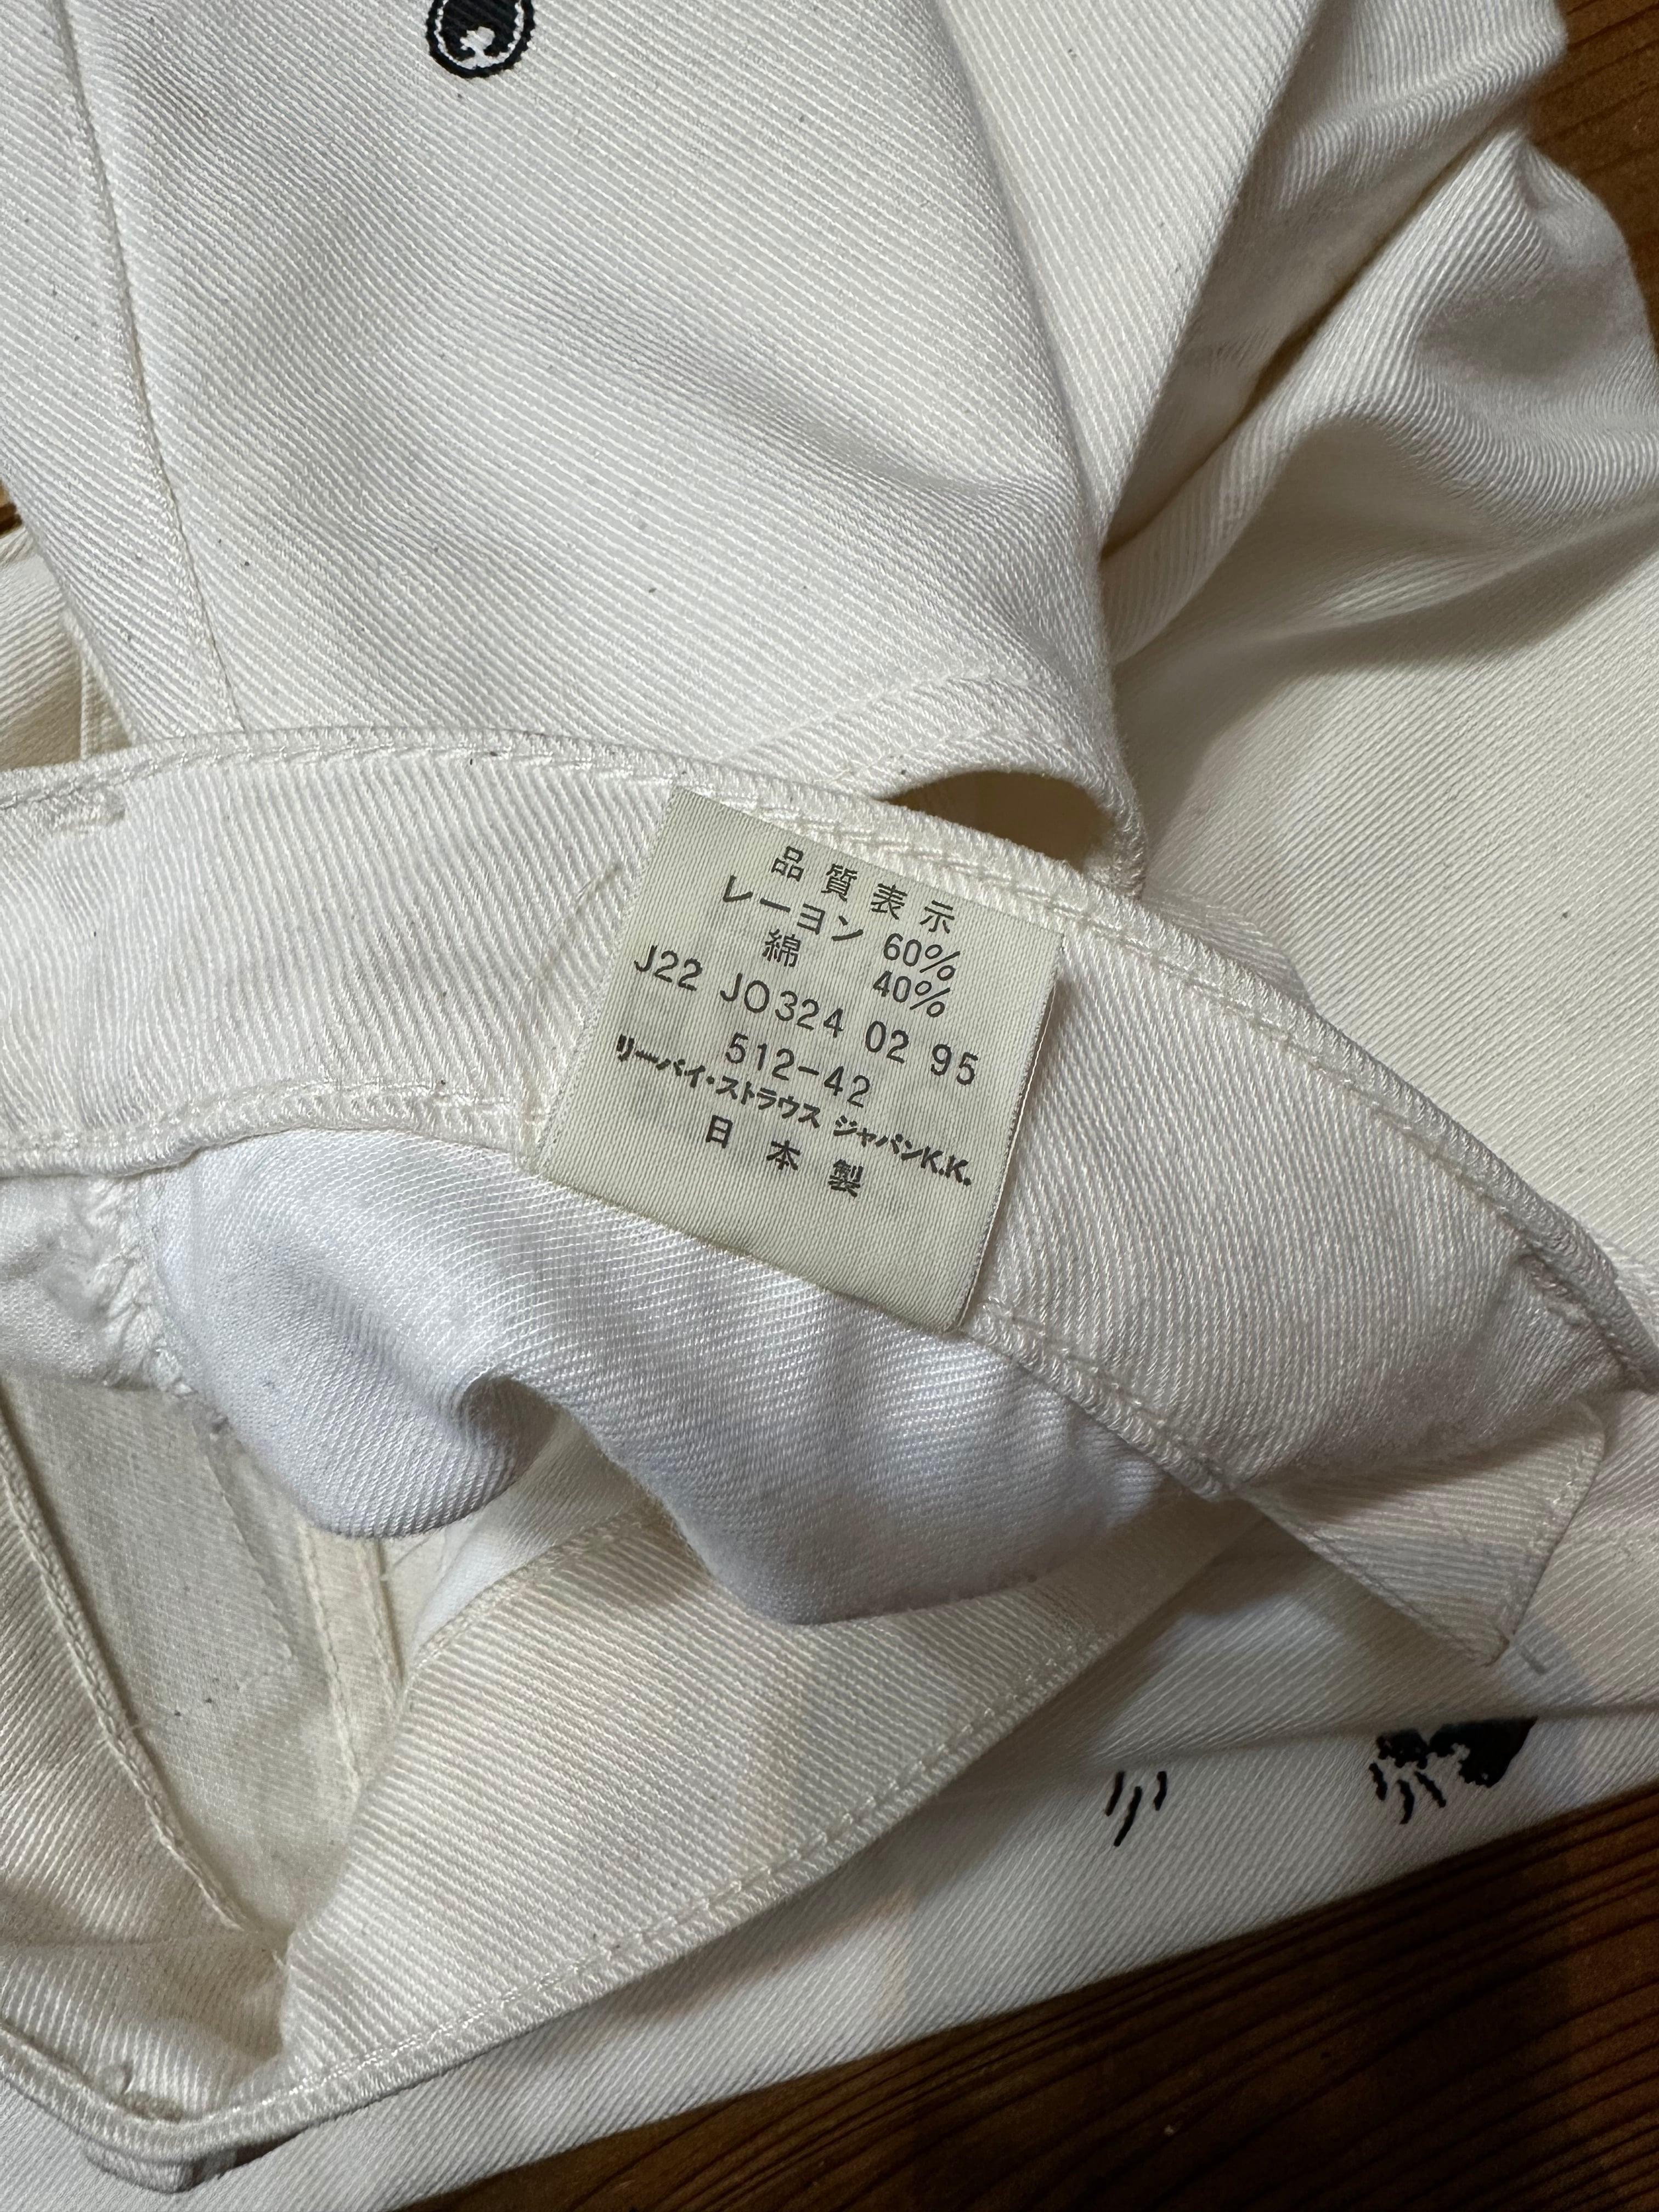 品質表示
レーヨン 60%
綿 40%
J22 JO324 02 95
512-42
リーバイ・ストラウス ジャパンK.K.
日本製